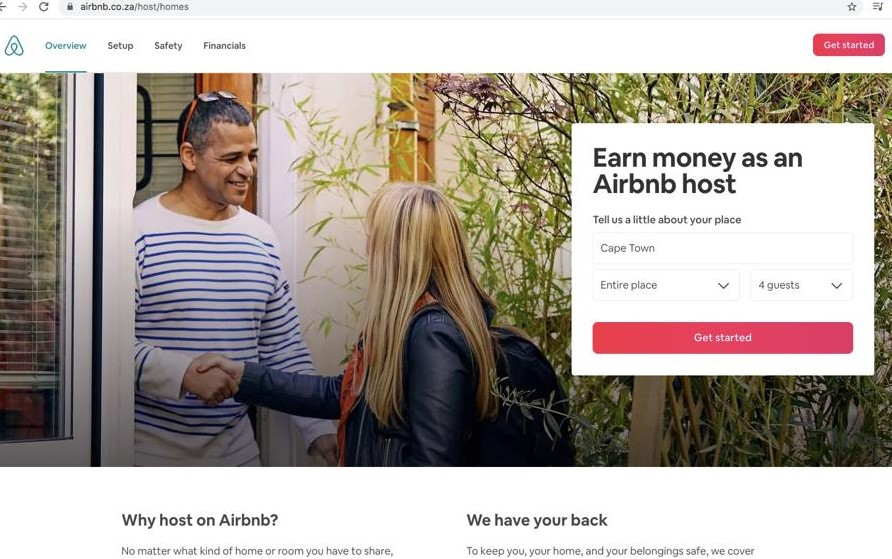 airbnb.co.za/host/homes
Overview Setup Safety Financials Get started
Earn money as an
Airbnb host
Tell us a little about your place
Cape Town
Entire place 4 guests
Get started
Why host on Airbnb? We have your back
No matter what kind of home or room you have to share, To keep you, your home, and your belongings safe, we cover